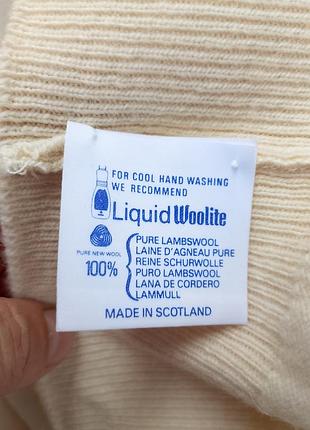 FOR COOL HAND WASHING
WE RECOMMEND
Liquid Woolite
PURE NEW WOOL
100%
PURE LAMBSWOOL
LAINE D'AGNEAU PURE
REINE SCHURWOLLE
PURO LAMBSWOOL
LANA DE CORDERO
LAMMULL
MADE IN SCOTLAND